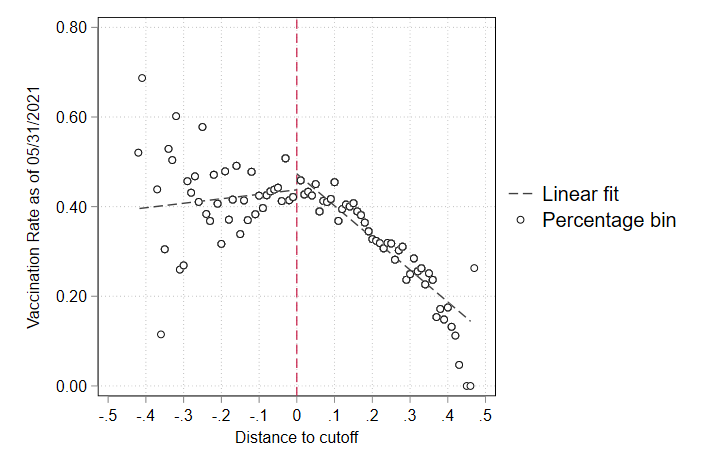 Vaccination Rate as of 05/31/2021
0.80
0.60
0.40
0.20
0.00
-.5 -.4 -.3 -.2 -.1 0 .1 .2 .3 .4 .5
Distance to cutoff
Linear fit
Percentage bin